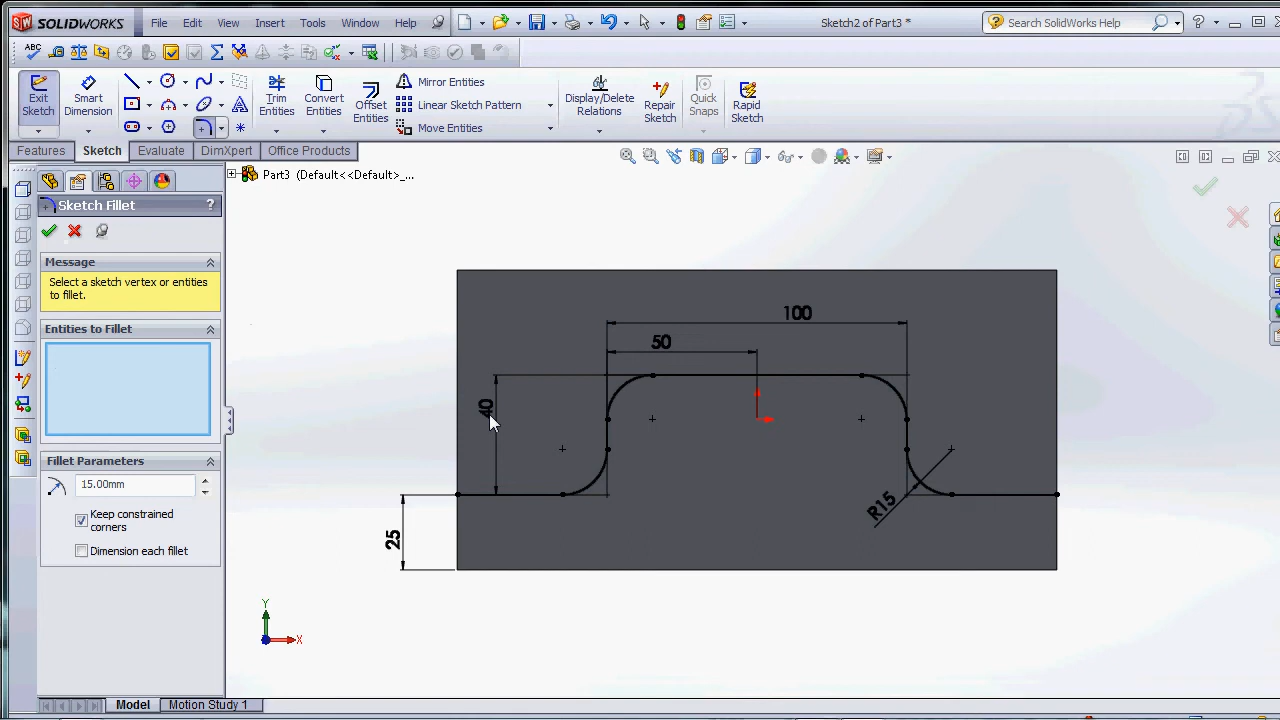 SW SOLIDWORKS File Edit View Insert Tools Window Help Sketch2 of Part3 * Search SolidWorks Help
ABC
Exit Sketch
Smart Dimension
Trim Entities
Convert Entities
Offset Entities
Mirror Entities
Linear Sketch Pattern
Move Entities
Display/Delete Relations
Repair Sketch
Quick Snaps
Rapid Sketch
Features Sketch Evaluate DimXpert Office Products
Part3 (Default<<Default>_...
Sketch Fillet ?
Message
Select a sketch vertex or entities
to fillet.
Entities to Fillet
Fillet Parameters
15.00mm
Keep constrained
corners
Dimension each fillet
100
50
40
R15
25
Y
X
Model Motion Study 1